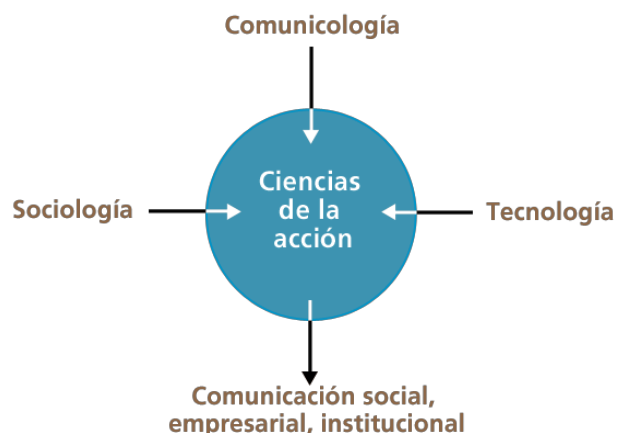 Comunicología
Ciencias
de la
acción
Sociología
Tecnología
Comunicación social,
empresarial, institucional